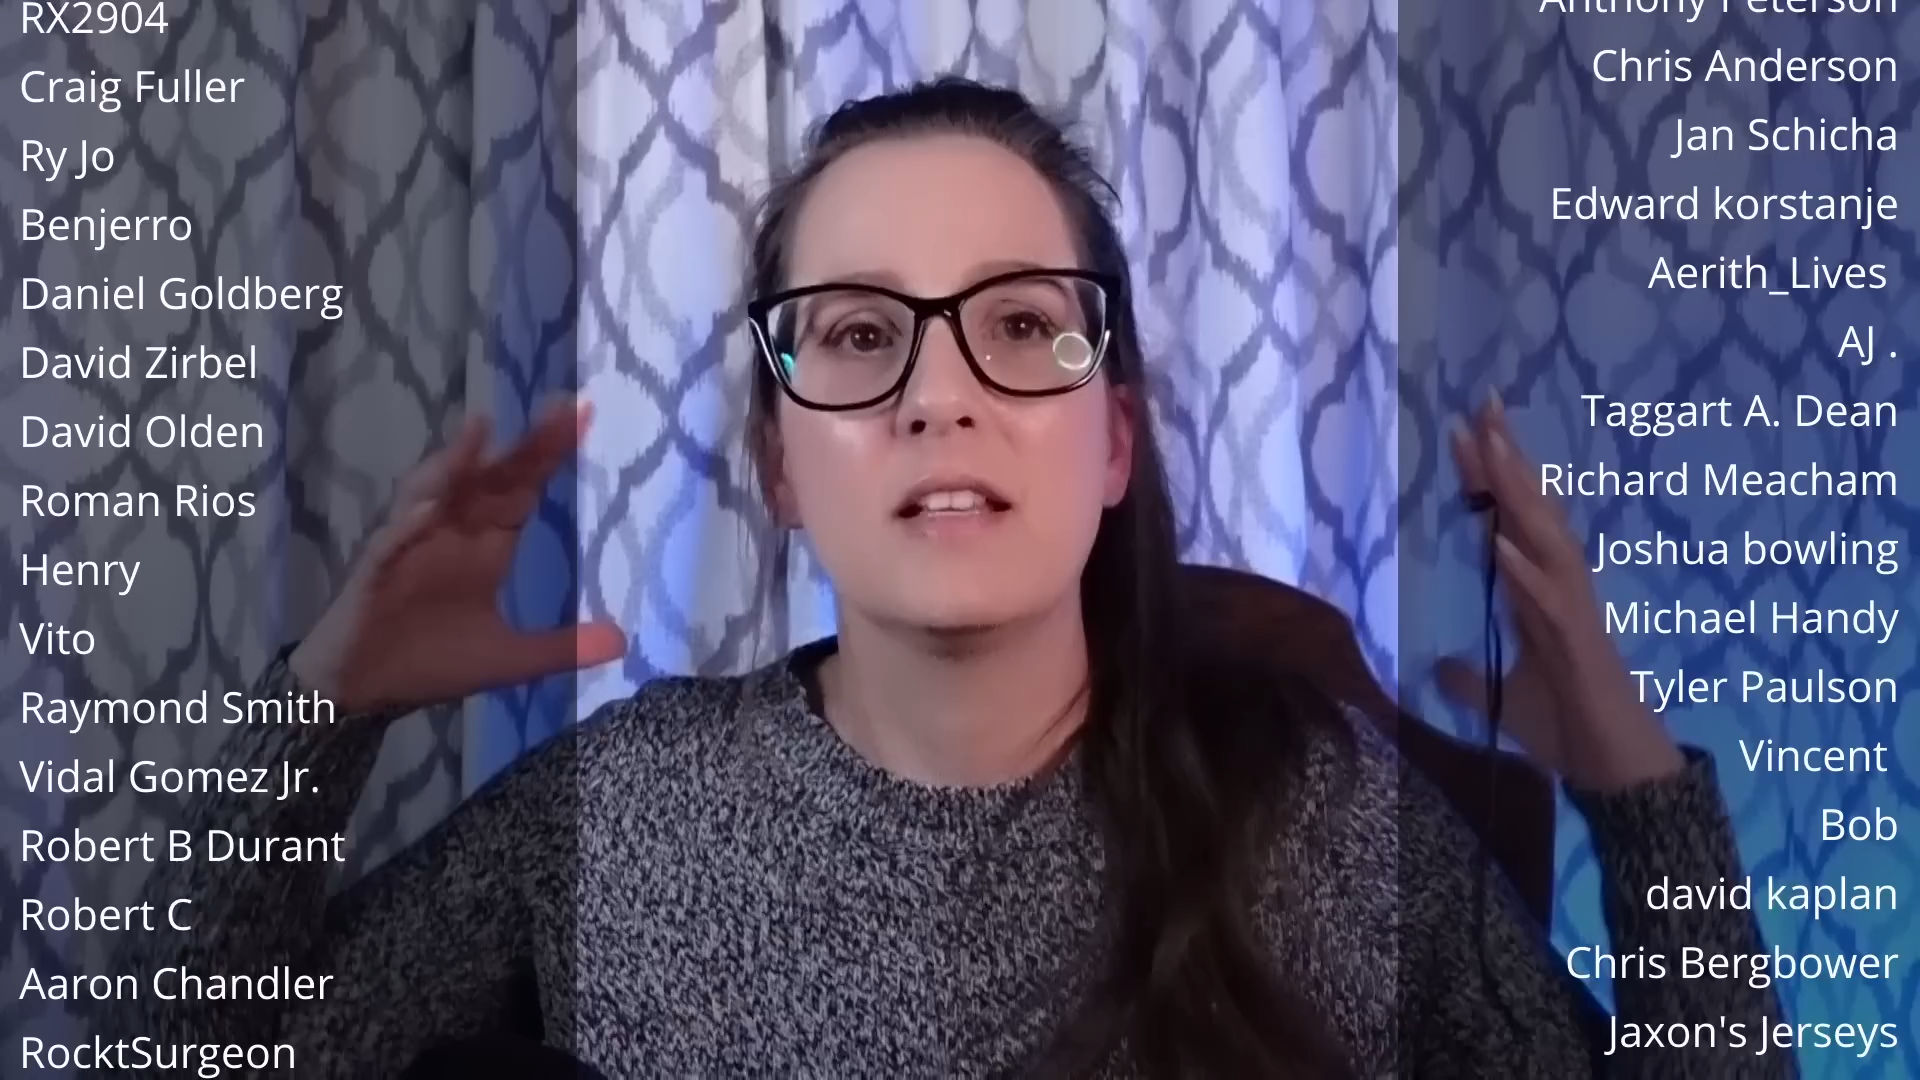 RX2904
Craig Fuller
Ry Jo
Benjerro
Daniel Goldberg
David Zirbel
David Olden
Roman Rios
Henry
Vito
Raymond Smith
Vidal Gomez Jr.
Robert B Durant
Robert C
Aaron Chandler
RocktSurgeon
Anthony Peterson
Chris Anderson
Jan Schicha
Edward korstanje
Aerith_Lives
AJ .
Taggart A. Dean
Richard Meacham
Joshua bowling
Michael Handy
Tyler Paulson
Vincent
Bob
david kaplan
Chris Bergbower
Jaxon's Jerseys